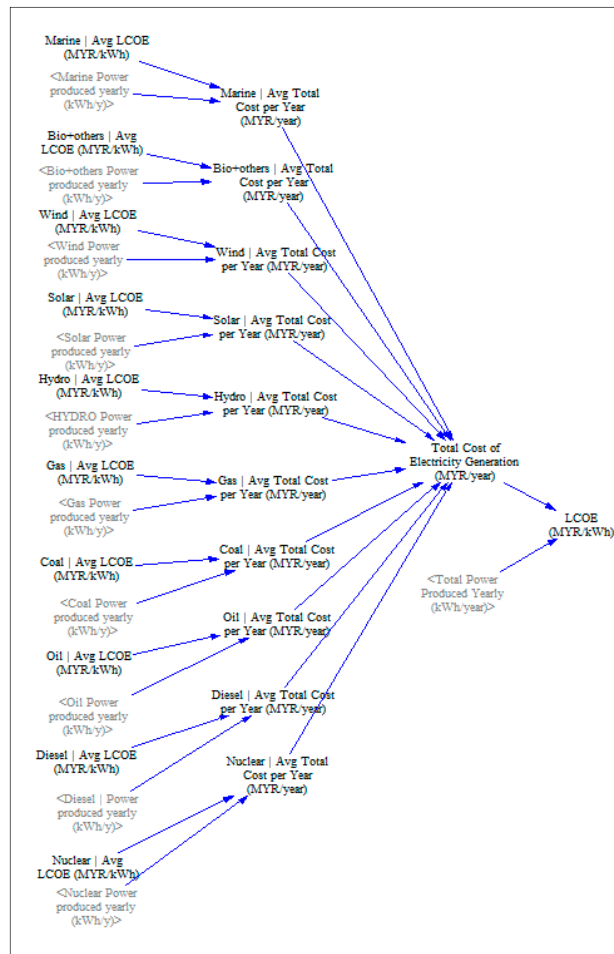 Marine | Avg LCOE
(MYR/kWh)
<Marine Power
produced yearly
(kWh/y)>
Marine | Avg Total
Cost per Year
(MYR/year)
Bio+others | Avg
LCOE (MYR/kWh)
<Bio+others Power
produced yearly
(kWh/y)>
Bio+others | Avg Total
Cost per Year
(MYR/year)
Wind | Avg LCOE
(MYR/kWh)
<Wind Power
produced yearly
(kWh/y)>
Wind | Avg Total Cost
per Year (MYR/year)
Solar | Avg LCOE
(MYR/kWh)
<Solar Power
produced yearly
(kWh/y)>
Solar | Avg Total Cost
per Year (MYR/year)
Hydro | Avg LCOE
(MYR/kWh)
<HYDRO Power
produced yearly
(kWh/y)>
Hydro | Avg Total Cost
per Year (MYR/year)
Gas | Avg LCOE
(MYR/kWh)
<Gas Power
produced yearly
(kWh/y)>
Gas | Avg Total Cost
per Year (MYR/year)
Coal | Avg LCOE
(MYR/kWh)
<Coal Power
produced yearly
(kWh/y)>
Coal | Avg Total Cost
per Year (MYR/year)
Oil | Avg LCOE
(MYR/kWh)
<Oil Power
produced yearly
(kWh/y)>
Oil | Avg Total Cost
per Year (MYR/year)
Diesel | Avg LCOE
(MYR/kWh)
<Diesel | Power
produced yearly
(kWh/y)>
Diesel | Avg Total Cost
per Year (MYR/year)
Nuclear | Avg
LCOE (MYR/kWh)
<Nuclear Power
produced yearly
(kWh/y)>
Nuclear | Avg Total
Cost per Year
(MYR/year)
Total Cost of
Electricity Generation
(MYR/year)
<Total Power
Produced Yearly
(kWh/year)>
LCOE
(MYR/kWh)